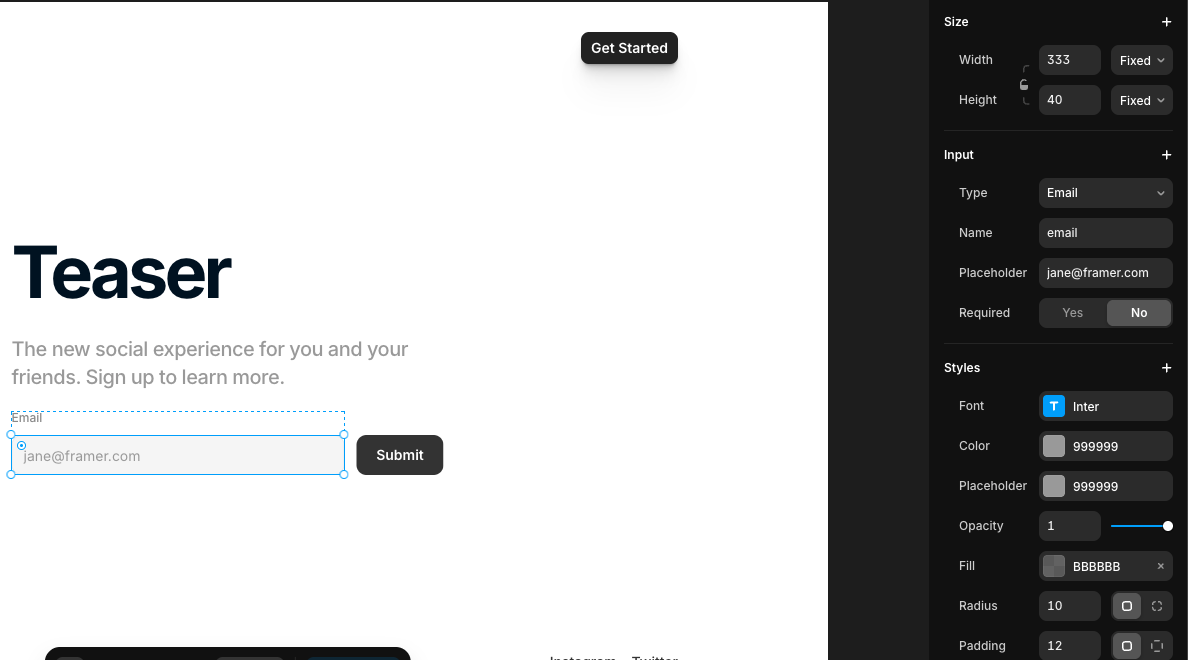 Get Started
Teaser
The new social experience for you and your
friends. Sign up to learn more.
Email
jane@framer.com
Submit
Instagram Twitter
Size
Width 333 Fixed
Height 40 Fixed
Input
Type Email
Name email
Placeholder jane@framer.com
Required Yes No
Styles
Font T Inter
Color 999999
Placeholder 999999
Opacity 1
Fill BBBBBB
Radius 10
Padding 12